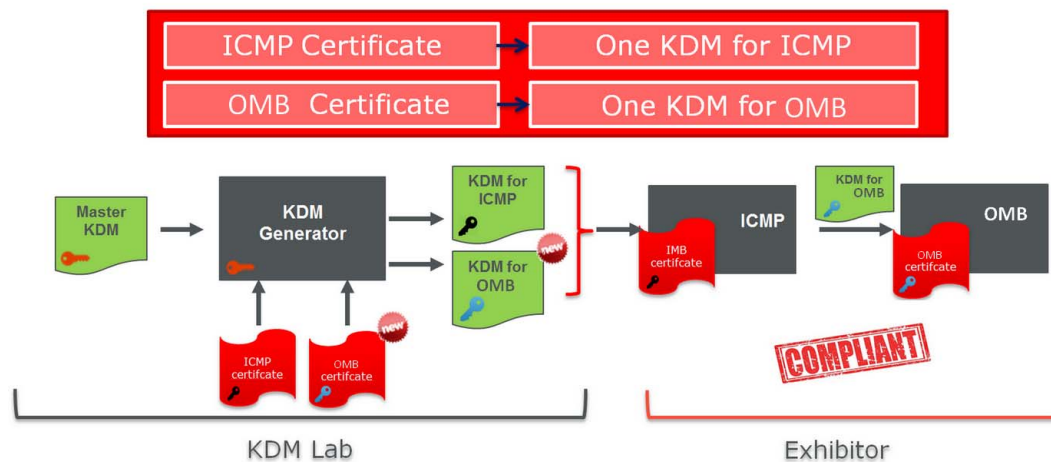 ICMP Certificate
One KDM for ICMP
OMB Certificate
One KDM for OMB
Master
KDM
KDM
Generator
KDM for
ICMP
new
KDM for
OMB
ICMP
certifcate
OMB
certifcate
new
ICMP
IMB
certifcate
KDM for
OMB
OMB
OMB
certifcate
COMPLIANT
KDM Lab
Exhibitor